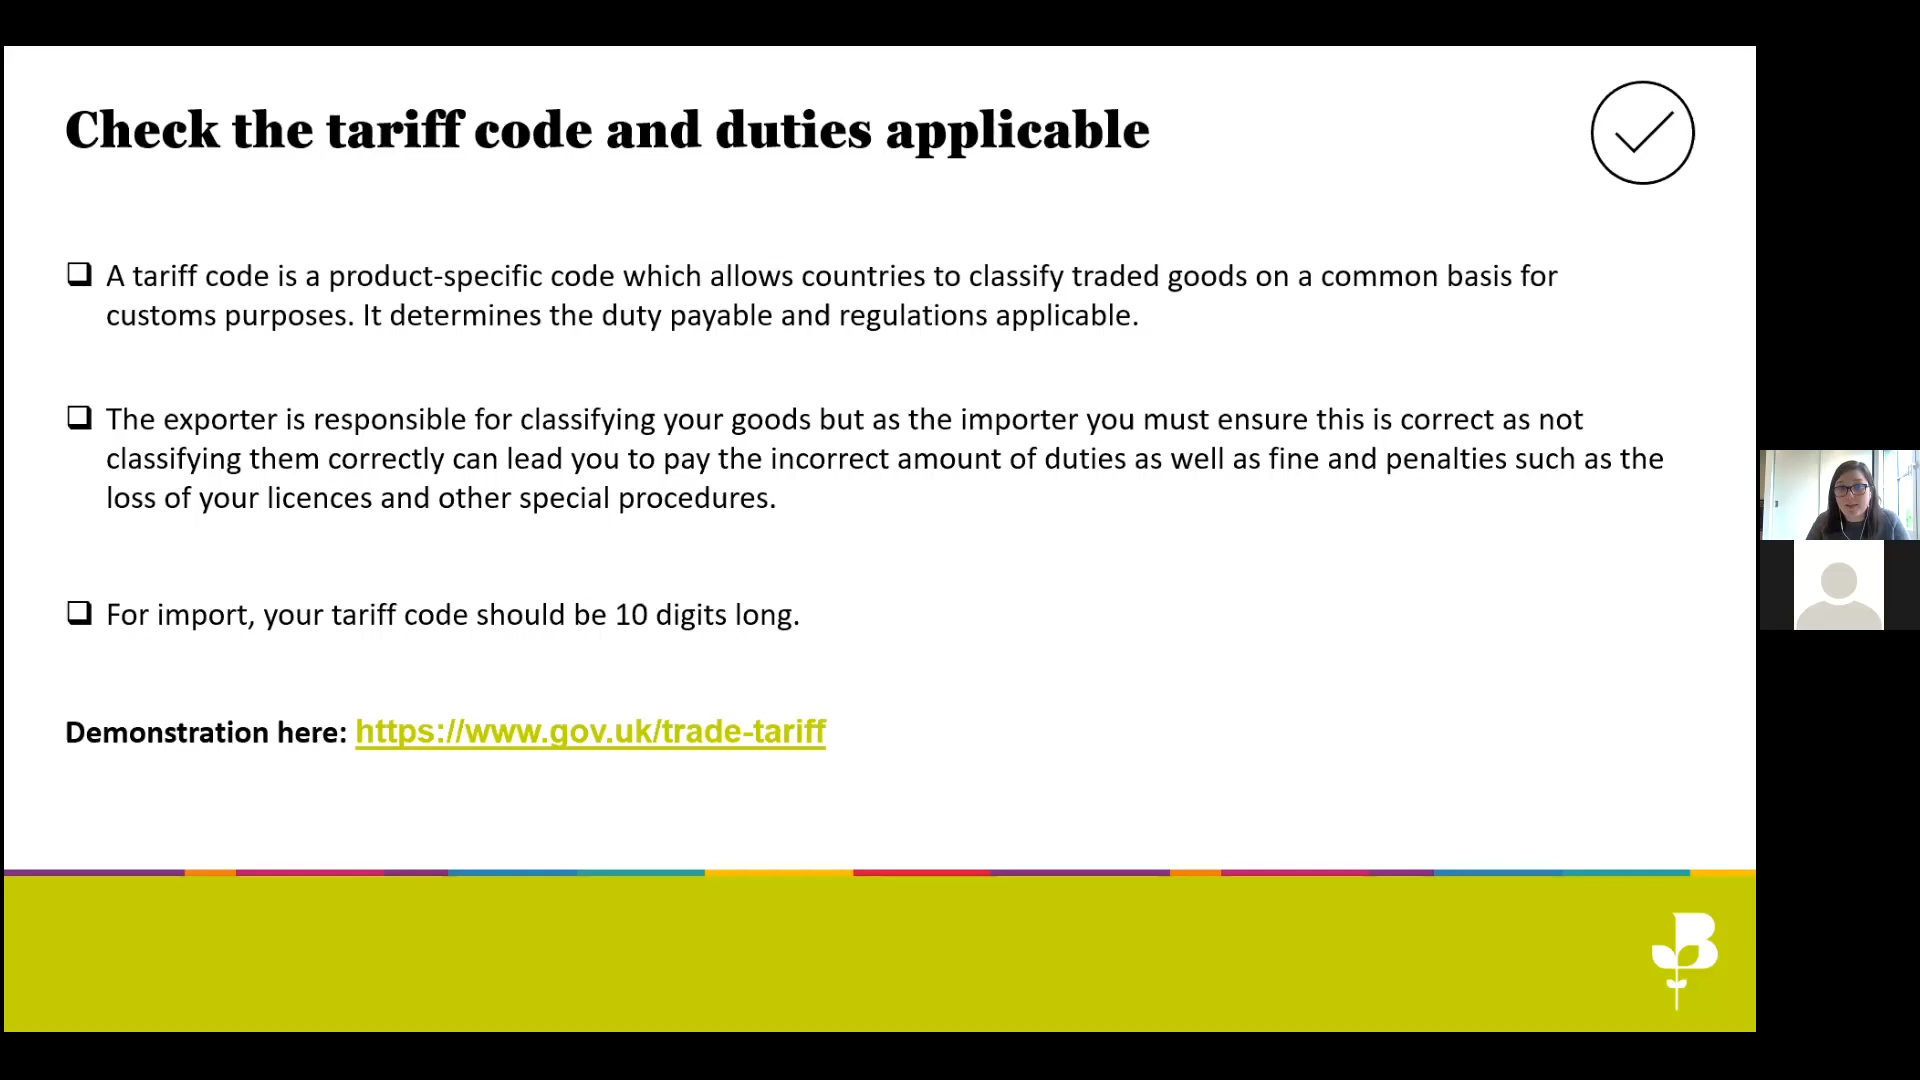 Check the tariff code and duties applicable
A tariff code is a product-specific code which allows countries to classify traded goods on a common basis for
customs purposes. It determines the duty payable and regulations applicable.
The exporter is responsible for classifying your goods but as the importer you must ensure this is correct as not
classifying them correctly can lead you to pay the incorrect amount of duties as well as fine and penalties such as the
loss of your licences and other special procedures.
For import, your tariff code should be 10 digits long.
Demonstration here: https://www.gov.uk/trade-tariff